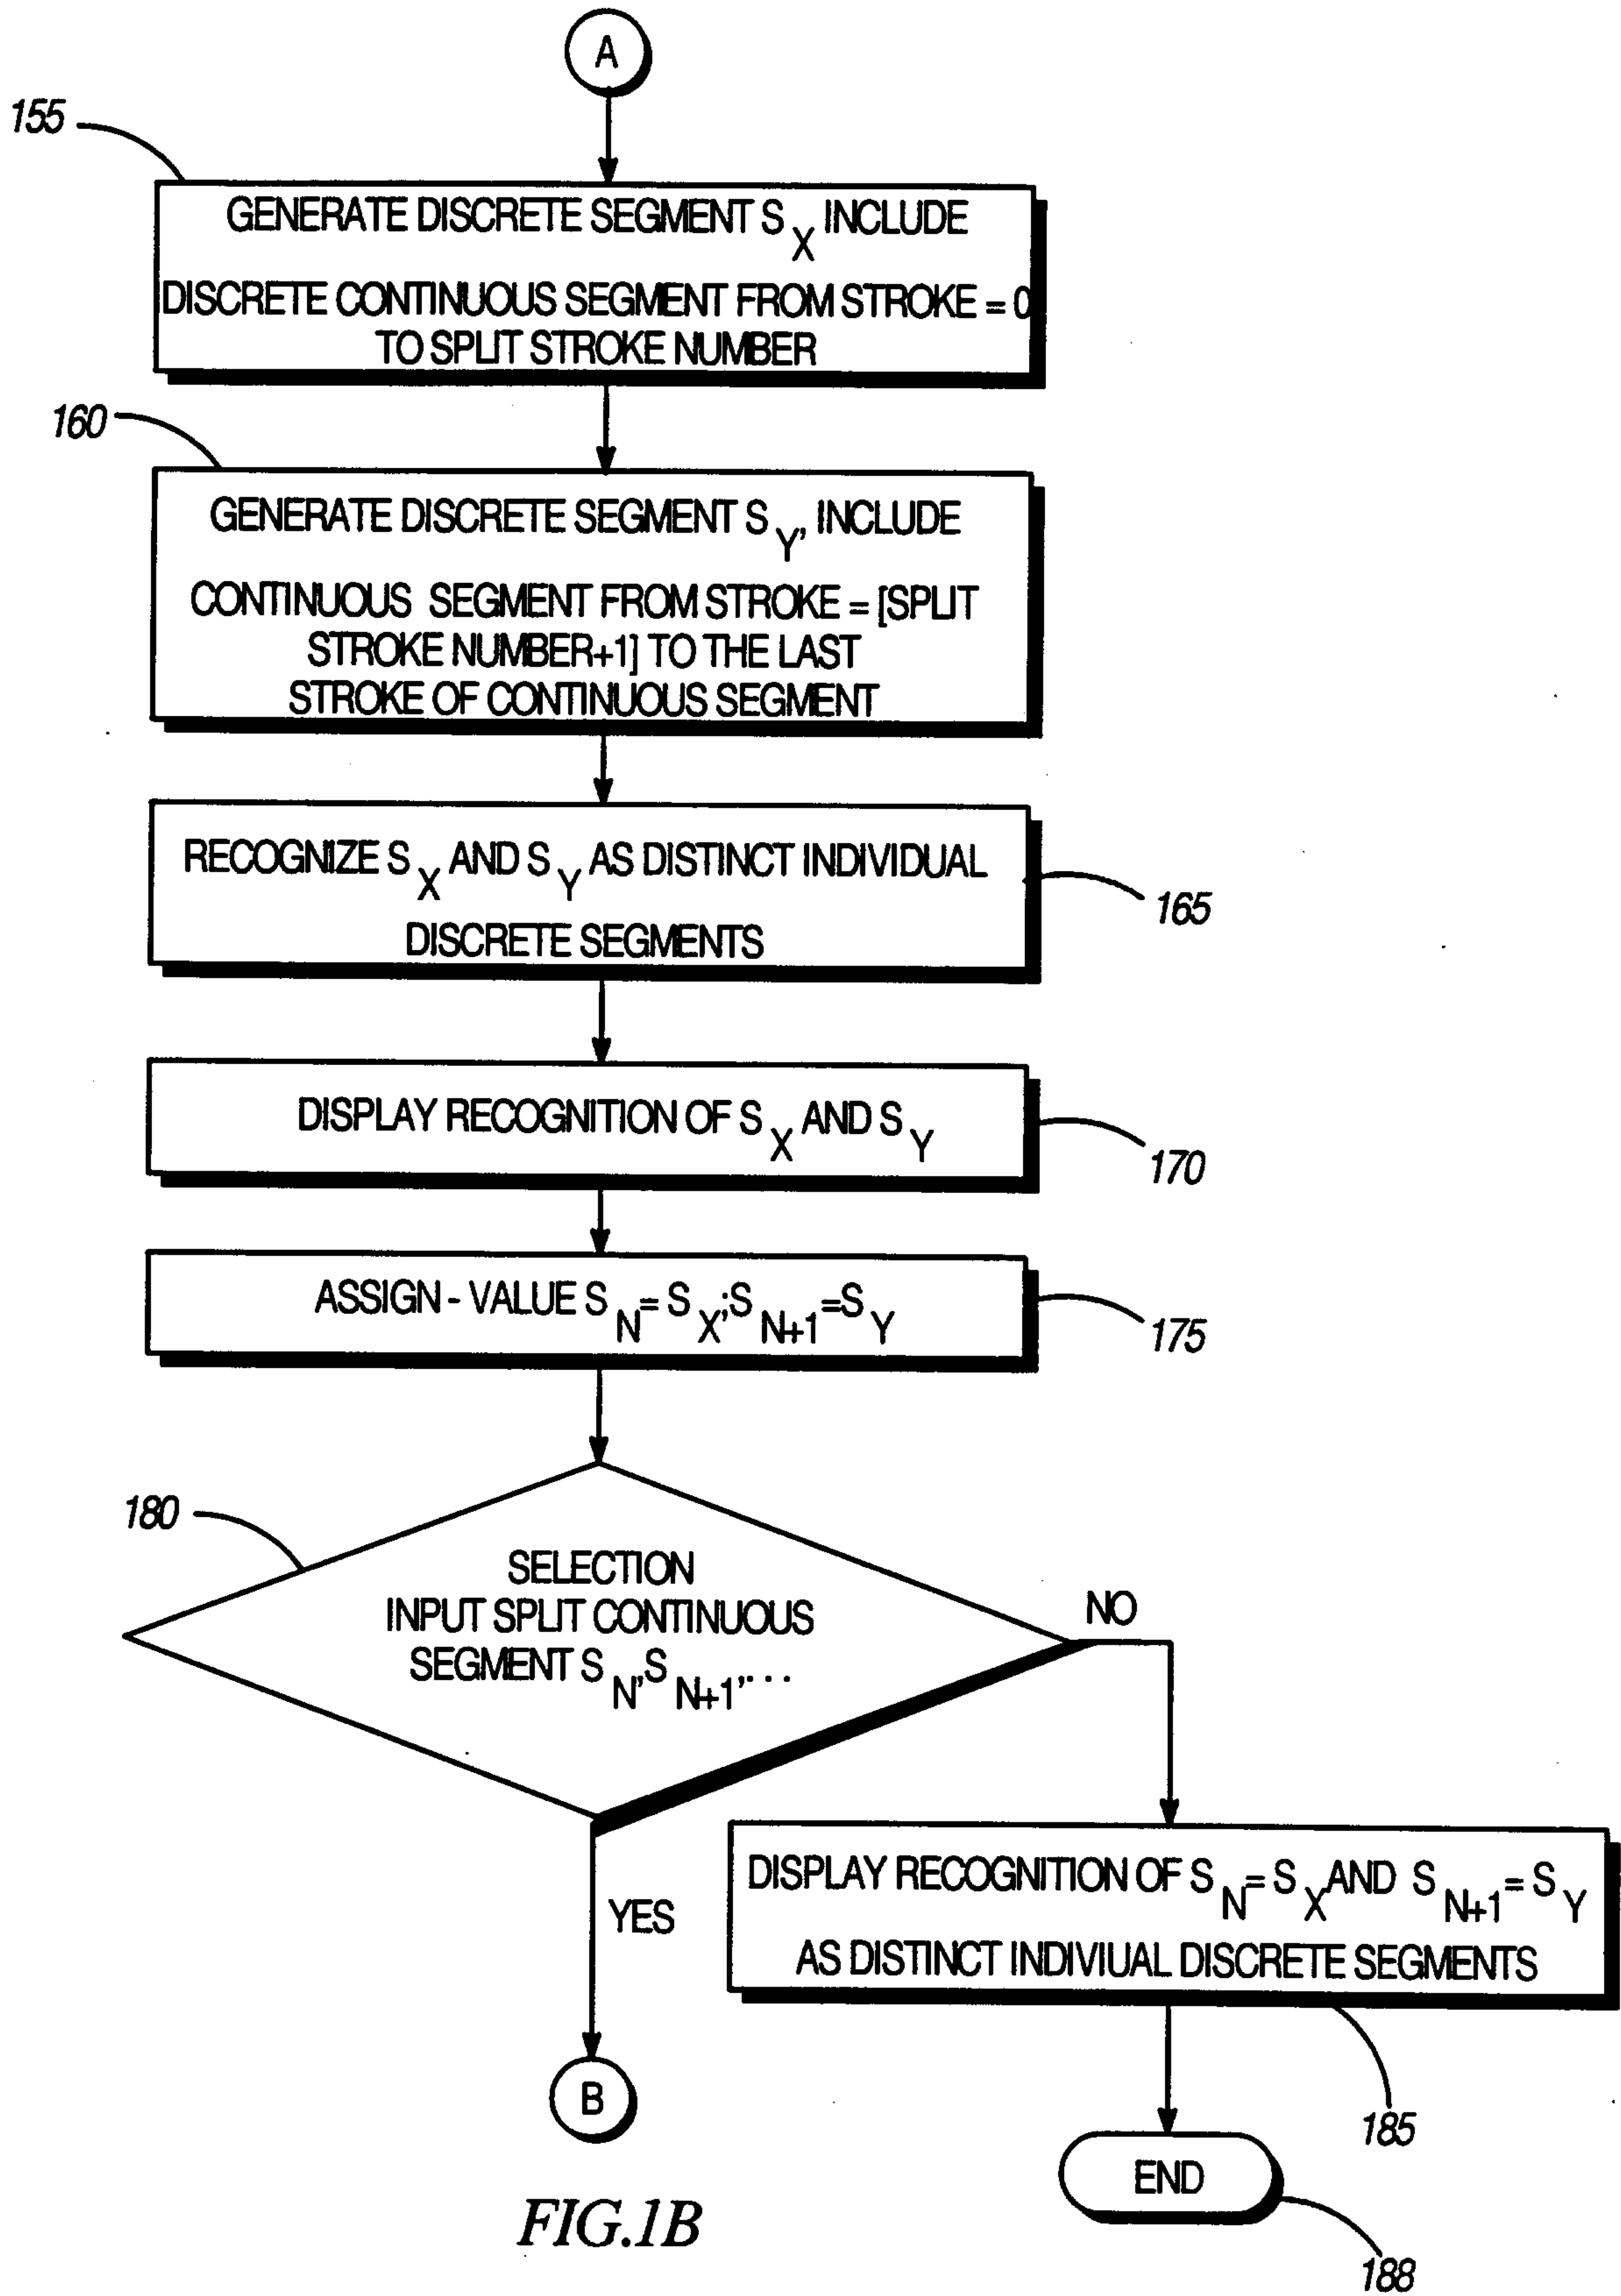 A
155
GENERATE DISCRETE SEGMENT S X INCLUDE
DISCRETE CONTINUOUS SEGMENT FROM STROKE = 0
TO SPLIT STROKE NUMBER
160
GENERATE DISCRETE SEGMENT S Y, INCLUDE
CONTINUOUS SEGMENT FROM STROKE = [SPLIT
STROKE NUMBER+1] TO THE LAST
STROKE OF CONTINUOUS SEGMENT
RECOGNIZE S X AND S Y AS DISTINCT INDIVIDUAL
DISCRETE SEGMENTS
165
DISPLAY RECOGNITION OF S X AND S Y
170
ASSIGN - VALUE S N = S X; S N+1 = S Y
175
180
SELECTION
INPUT SPLIT CONTINUOUS
SEGMENT S N, S N+1, ...
NO
YES
DISPLAY RECOGNITION OF S N = S X AND S N+1 = S Y
AS DISTINCT INDIVIUAL DISCRETE SEGMENTS
185
B
END
188
FIG.1B